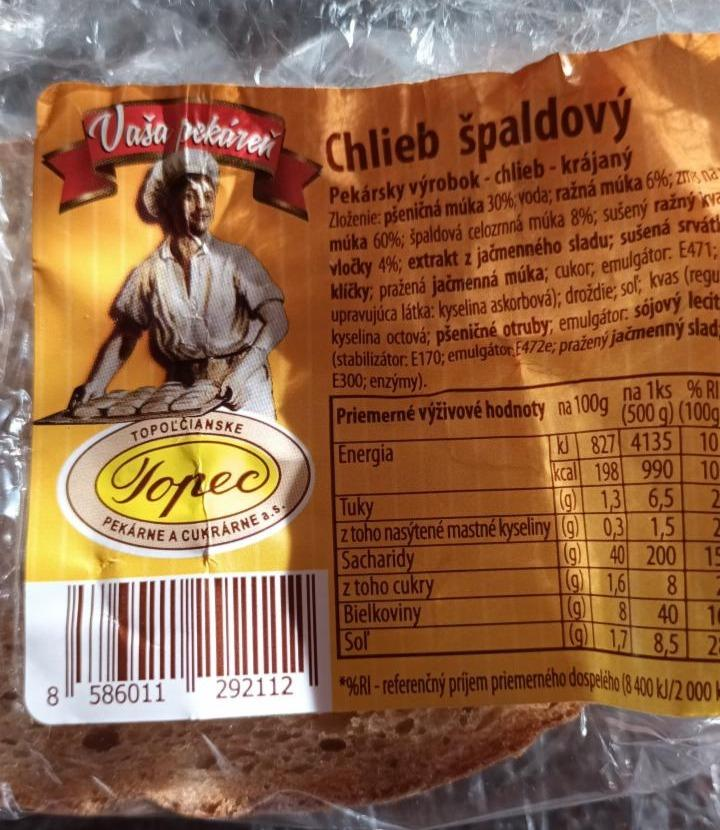 Vaša pekáreň
Chlieb špaldový
Pekársky výrobok - chlieb - krájaný
Zloženie: pšeničná múka 30%; voda; ražná múka 6%;
múka 60%; špaldová celozrnná múka 8%; sušený ražný
vločky 4%; extrakt z jačmenného sladu; sušená
klíčky; pražená jačmenná múka; cukor; emulgátor: E471;
upravujúca látka: kyselina askorbová); droždie; soľ; kvas (regu
kyselina octová; pšeničné otruby; emulgátor: sójový lecit
(stabilizátor: E170; emulgátor: E472e; pražený jačmenný slad;
E300; enzýmy).
Priemerné výživové hodnoty na 100g na 1ks (500 g) % RI (100g
Energia kJ 827 4135 10
kcal 198 990 10
Tuky (g) 1,3 6,5 2
z toho nasýtené mastné kyseliny (g) 0,3 1,5
Sacharidy (g) 40 200 15
z toho cukry (g) 1,6 8
Bielkoviny (g) 8 40
Soľ (g) 1,7 8,5
*%RI - referenčný príjem priemerného dospelého (8 400 kJ/2 000
TOPOĽČIANSKE
Topec
PEKÁRNE A CUKRÁRNE a.s.
8 586011 292112